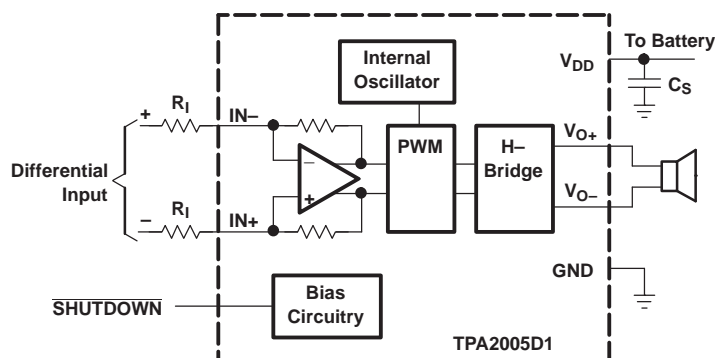 To Battery
Internal
Oscillator
VDD
CS
+
RI
IN–
–
PWM
H–
Bridge
VO+
Differential
Input
+
VO–
–
RI
IN+
GND
SHUTDOWN
Bias
Circuitry
TPA2005D1